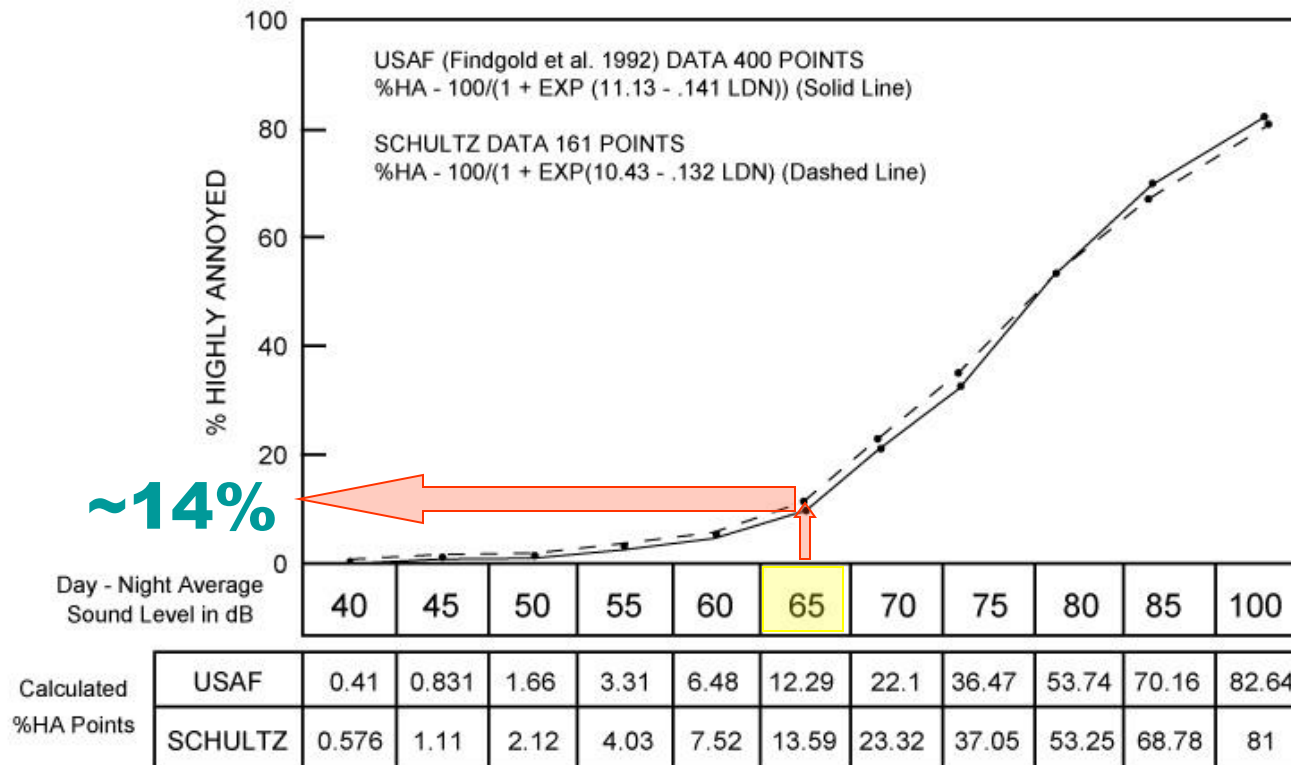 100
USAF (Findgold et al. 1992) DATA 400 POINTS
%HA - 100/(1 + EXP (11.13 - .141 LDN)) (Solid Line)
80
SCHULTZ DATA 161 POINTS
%HA - 100/(1 + EXP(10.43 - .132 LDN) (Dashed Line)
% HIGHLY ANNOYED
60
40
20
~14%
0
Day - Night Average
Sound Level in dB
40 45 50 55 60 65 70 75 80 85 100
Calculated
%HA Points
USAF 0.41 0.831 1.66 3.31 6.48 12.29 22.1 36.47 53.74 70.16 82.64
SCHULTZ 0.576 1.11 2.12 4.03 7.52 13.59 23.32 37.05 53.25 68.78 81